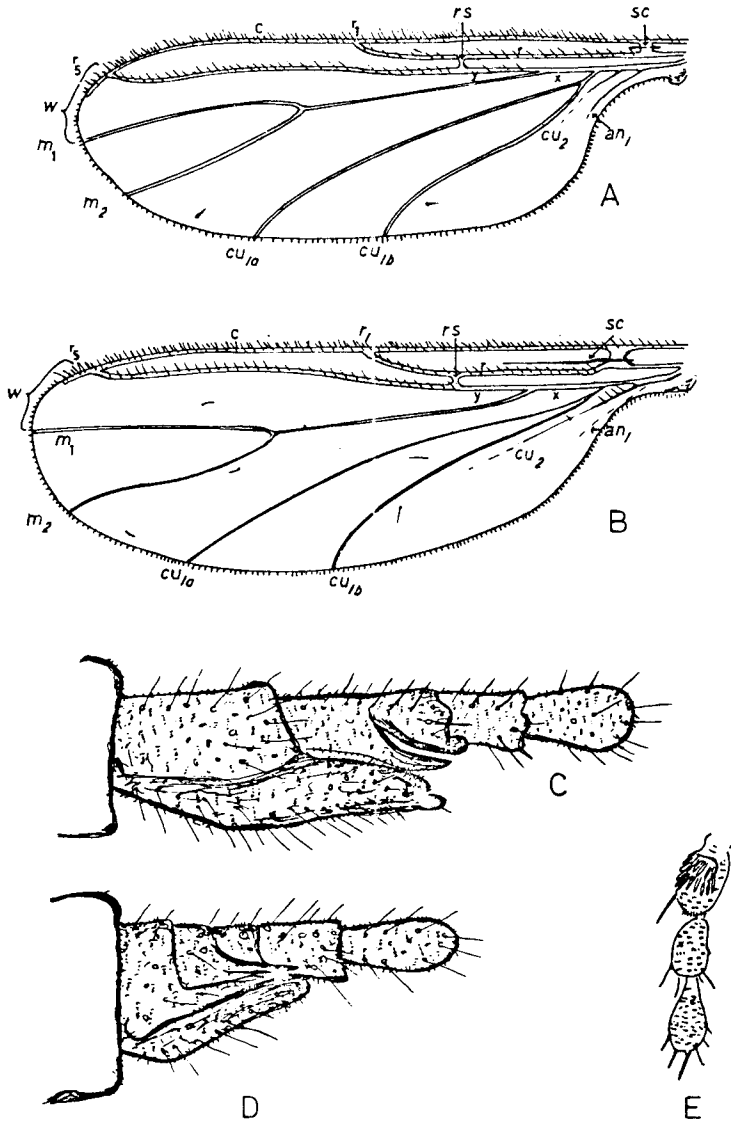 c r₁ rs sc
r₅ r
w y x
m₁ cu₂ an₁
m₂ A
cu₁ₐ cu₁b
c r₁ rs sc
r₅ r
w y x
m₁ cu₂ an₁
m₂ B
cu₁ₐ cu₁b
C
D E